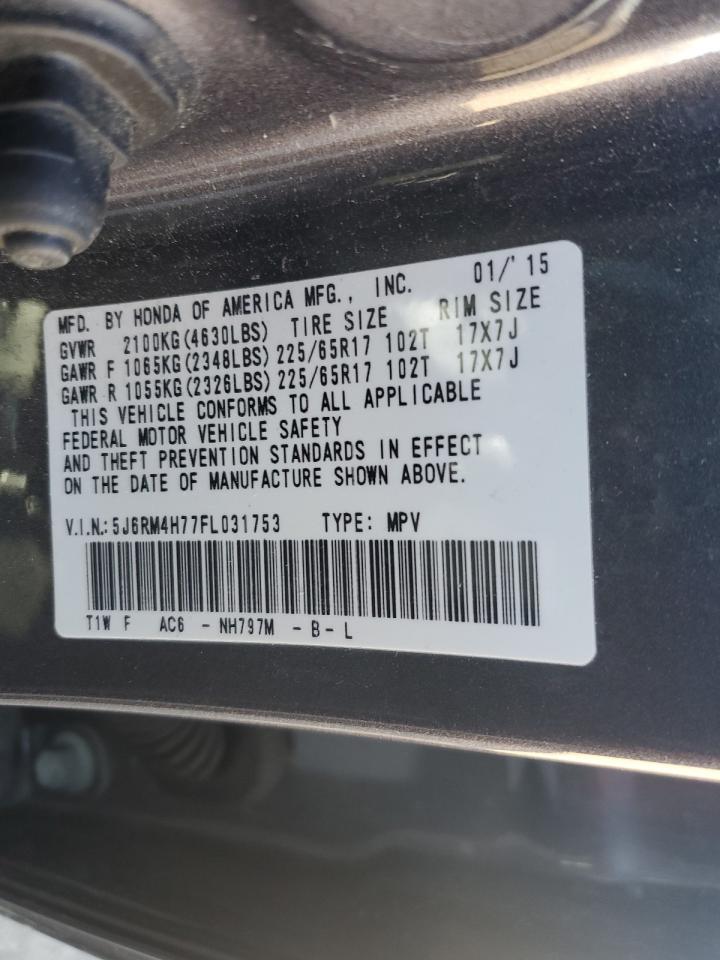 MFD. BY HONDA OF AMERICA MFG., INC. 01/'15
GVWR 2100KG(4630LBS) TIRE SIZE RIM SIZE
GAWR F 1065KG(2348LBS) 225/65R17 102T 17X7J
GAWR R 1055KG(2326LBS) 225/65R17 102T 17X7J
THIS VEHICLE CONFORMS TO ALL APPLICABLE
FEDERAL MOTOR VEHICLE SAFETY
AND THEFT PREVENTION STANDARDS IN EFFECT
ON THE DATE OF MANUFACTURE SHOWN ABOVE.
V.I.N.: 5J6RM4H77FL031753 TYPE: MPV
T1W F AC6 - NH797M - B - L